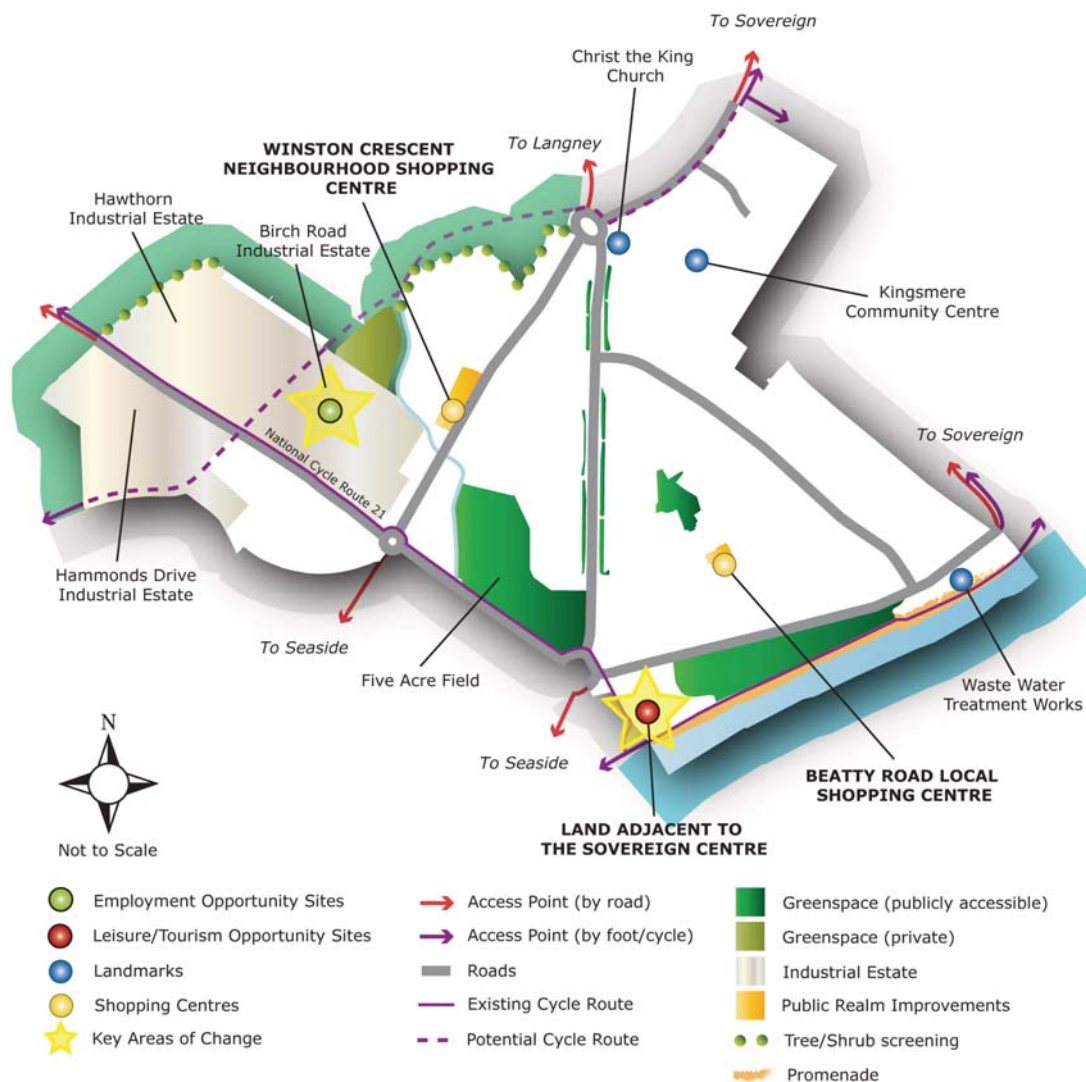 To Sovereign
Christ the King
Church
To Langney
WINSTON CRESCENT
NEIGHBOURHOOD SHOPPING
CENTRE
Hawthorn
Industrial Estate
Birch Road
Industrial Estate
Kingsmere
Community Centre
To Sovereign
National Cycle Route 21
Hammonds Drive
Industrial Estate
To Seaside
Five Acre Field
Waste Water
Treatment Works
To Seaside
BEATTY ROAD LOCAL
SHOPPING CENTRE
LAND ADJACENT TO
THE SOVEREIGN CENTRE
N
Not to Scale
Employment Opportunity Sites
Leisure/Tourism Opportunity Sites
Landmarks
Shopping Centres
Key Areas of Change
Access Point (by road)
Access Point (by foot/cycle)
Roads
Existing Cycle Route
Potential Cycle Route
Greenspace (publicly accessible)
Greenspace (private)
Industrial Estate
Public Realm Improvements
Tree/Shrub screening
Promenade